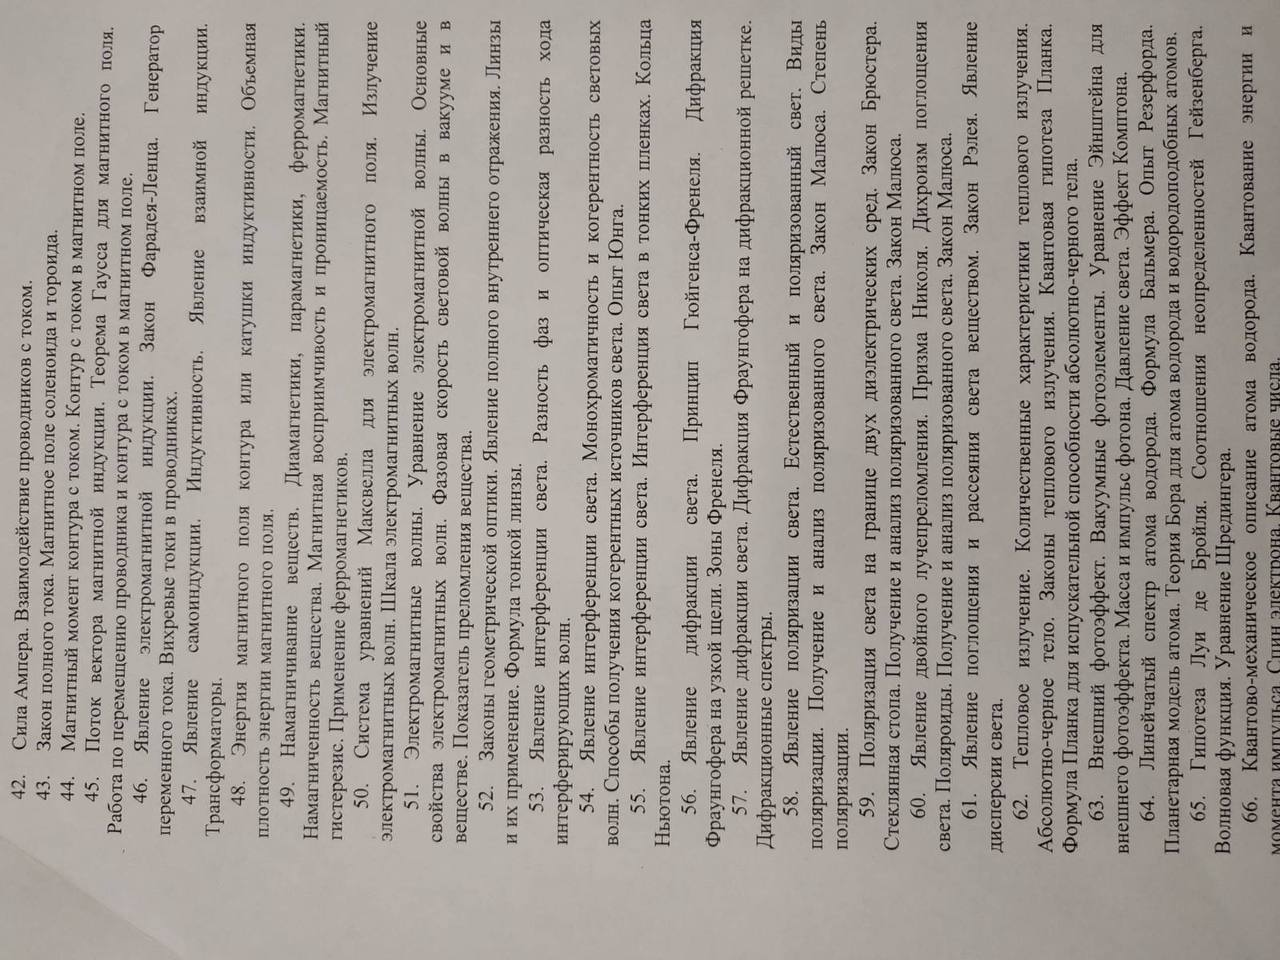 42. Сила Ампера. Взаимодействие проводников с током.
43. Закон полного тока. Магнитное поле соленоида и тороида.
44. Магнитный момент контура с током. Контур с током в магнитном поле.
45. Поток вектора магнитной индукции. Теорема Гаусса для магнитного поля.
Работа по перемещению проводника и контура с током в магнитном поле.
46. Явление электромагнитной индукции. Закон Фарадея-Ленца. Генератор
переменного тока. Вихревые токи в проводниках.
47. Явление самоиндукции. Индуктивность. Явление взаимной индукции.
Трансформаторы.
48. Энергия магнитного поля контура или катушки индуктивности. Объемная
плотность энергии магнитного поля.
49. Намагничивание веществ. Диамагнетики, парамагнетики, ферромагнетики.
Намагниченность вещества. Магнитная восприимчивость и проницаемость. Магнитный
гистерезис. Применение ферромагнетиков.
50. Система уравнений Максвелла для электромагнитного поля. Излучение
электромагнитных волн. Шкала электромагнитных волн.
51. Электромагнитные волны. Уравнение электромагнитной волны. Основные
свойства электромагнитных волн. Фазовая скорость световой волны в вакууме и в
веществе. Показатель преломления вещества.
52. Законы геометрической оптики. Явление полного внутреннего отражения. Линзы
и их применение. Формула тонкой линзы.
53. Явление интерференции света. Разность фаз и оптическая разность хода
интерферирующих волн.
54. Явление интерференции света. Монохроматичность и когерентность световых
волн. Способы получения когерентных источников света. Опыт Юнга.
55. Явление интерференции света. Интерференция света в тонких пленках. Кольца
Ньютона.
56. Явление дифракции света. Принцип Гюйгенса-Френеля. Дифракция
Фраунгофера на узкой щели. Зоны Френеля.
57. Явление дифракции света. Дифракция Фраунгофера на дифракционной решетке.
Дифракционные спектры.
58. Явление поляризации света. Естественный и поляризованный свет. Виды
поляризации. Получение и анализ поляризованного света. Закон Малюса. Степень
поляризации.
59. Поляризация света на границе двух диэлектрических сред. Закон Брюстера.
Стеклянная стопа. Получение и анализ поляризованного света. Закон Малюса.
60. Явление двойного лучепреломления. Призма Николя. Дихроизм поглощения
света. Поляроиды. Получение и анализ поляризованного света. Закон Малюса.
61. Явление поглощения и рассеяния света веществом. Закон Рэлея. Явление
дисперсии света.
62. Тепловое излучение. Количественные характеристики теплового излучения.
Абсолютно-черное тело. Законы теплового излучения. Квантовая гипотеза Планка.
Формула Планка для испускательной способности абсолютно-черного тела.
63. Внешний фотоэффект. Вакуумные фотоэлементы. Уравнение Эйнштейна для
внешнего фотоэффекта. Масса и импульс фотона. Давление света. Эффект Комптона.
64. Линейчатый спектр атома водорода. Формула Бальмера. Опыт Резерфорда.
Планетарная модель атома. Теория Бора для атома водорода и водородоподобных атомов.
65. Гипотеза Луи де Бройля. Соотношения неопределенностей Гейзенберга.
Волновая функция. Уравнение Шредингера.
66. Квантово-механическое описание атома водорода. Квантование энергии и
момента импульса. Спин электрона. Квантовые числа.